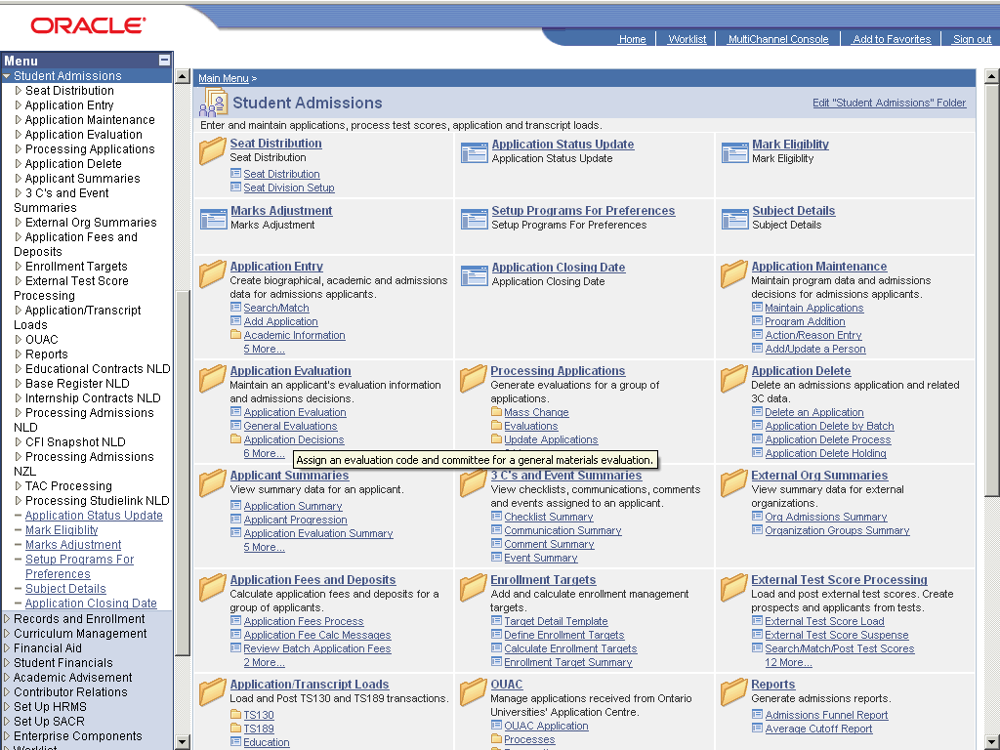 ORACLE®
Home
Worklist
MultiChannel Console
Add to Favorites
Sign out
Menu
Student Admissions
Seat Distribution
Application Entry
Application Maintenance
Application Evaluation
Processing Applications
Application Delete
Applicant Summaries
3 C's and Event
Summaries
External Org Summaries
Application Fees and
Deposits
Enrollment Targets
External Test Score
Processing
Application/Transcript
Loads
OUAC
Reports
Educational Contracts NLD
Base Register NLD
Internship Contracts NLD
Processing Admissions
NLD
CFI Snapshot NLD
Processing Admissions
NZL
TAC Processing
Processing Studielink NLD
Application Status Update
Mark Eligiblity
Marks Adjustment
Setup Programs For
Preferences
Subject Details
Application Closing Date
Records and Enrollment
Curriculum Management
Financial Aid
Student Financials
Academic Advisement
Contributor Relations
Set Up HRMS
Set Up SACR
Enterprise Components
Worklist
Main Menu >
Student Admissions
Edit "Student Admissions" Folder
Enter and maintain applications, process test scores, application and transcript loads.
Seat Distribution
Seat Distribution
Seat Distribution
Seat Division Setup
Application Status Update
Application Status Update
Mark Eligiblity
Mark Eligiblity
Marks Adjustment
Marks Adjustment
Setup Programs For Preferences
Setup Programs For Preferences
Subject Details
Subject Details
Application Entry
Create biographical, academic and admissions
data for admissions applicants.
Search/Match
Add Application
Academic Information
5 More...
Application Closing Date
Application Closing Date
Application Maintenance
Maintain program data and admissions
decisions for admissions applicants.
Maintain Applications
Program Addition
Action/Reason Entry
Add/Update a Person
Application Evaluation
Maintain an applicant's evaluation information
and admissions decisions.
Application Evaluation
General Evaluations
Application Decisions
6 More...
Processing Applications
Generate evaluations for a group of
applications.
Mass Change
Evaluations
Update Applications
Application Delete
Delete an admissions application and related
3C data.
Delete an Application
Application Delete by Batch
Application Delete Process
Application Delete Holding
Assign an evaluation code and committee for a general materials evaluation.
Applicant Summaries
View summary data for an applicant.
Application Summary
Applicant Progression
Application Evaluation Summary
5 More...
3 C's and Event Summaries
View checklists, communications, comments
and events assigned to an applicant.
Checklist Summary
Communication Summary
Comment Summary
Event Summary
External Org Summaries
View summary data for external
organizations.
Org Admissions Summary
Organization Groups Summary
Application Fees and Deposits
Calculate application fees and deposits for a
group of applicants.
Application Fees Process
Application Fee Calc Messages
Review Batch Application Fees
2 More...
Enrollment Targets
Add and calculate enrollment management
targets.
Target Detail Template
Define Enrollment Targets
Calculate Enrollment Targets
Enrollment Target Summary
External Test Score Processing
Load and post external test scores. Create
prospects and applicants from tests.
External Test Score Load
External Test Score Suspense
Search/Match/Post Test Scores
12 More...
Application/Transcript Loads
Load and Post TS130 and TS189 transactions.
TS130
TS189
Education
OUAC
Manage applications received from Ontario
Universities' Application Centre.
OUAC Application
Processes
Reports
Generate admissions reports.
Admissions Funnel Report
Average Cutoff Report